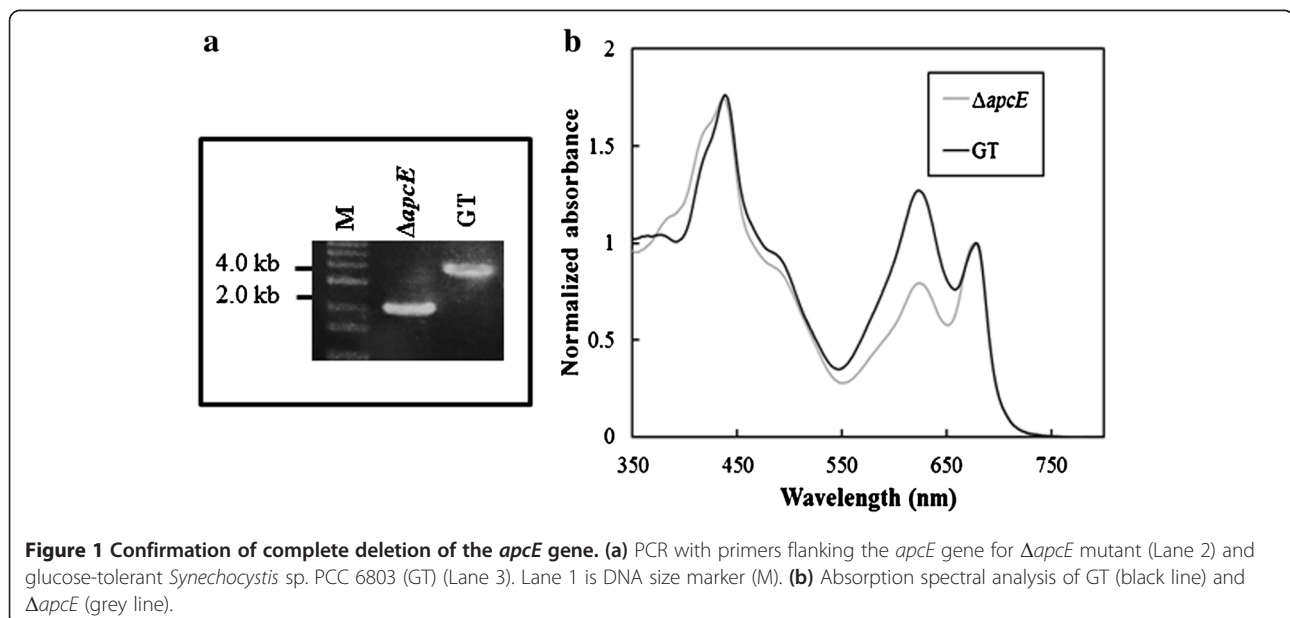 a
M
ΔapcE
GT
4.0 kb
2.0 kb
b
2
1.5
1
0.5
0
Normalized absorbance
ΔapcE
GT
350
450
550
650
750
Wavelength (nm)
Figure 1 Confirmation of complete deletion of the apcE gene. (a) PCR with primers flanking the apcE gene for ΔapcE mutant (Lane 2) and
glucose-tolerant Synechocystis sp. PCC 6803 (GT) (Lane 3). Lane 1 is DNA size marker (M). (b) Absorption spectral analysis of GT (black line) and
ΔapcE (grey line).